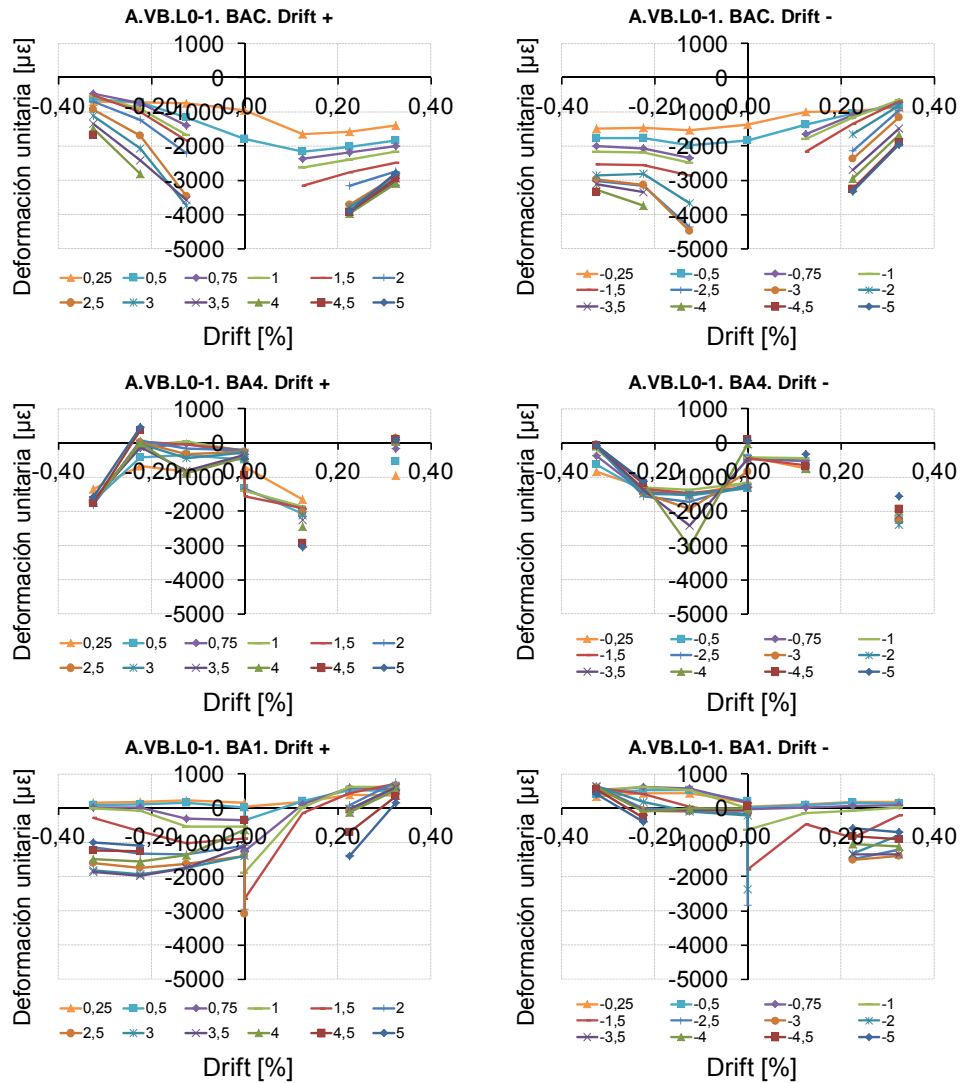 A.VB.L0-1. BAC. Drift +
Deformación unitaria [µε]
1000
0
-1000
-2000
-3000
-4000
-5000
-0,40
-0,20
0,00
0,20
0,40
0,25 0,5 0,75 1 1,5 2
2,5 3 3,5 4 4,5 5
Drift [%]
A.VB.L0-1. BAC. Drift -
Deformación unitaria [µε]
1000
0
-1000
-2000
-3000
-4000
-5000
-0,40
-0,20
0,00
0,20
0,40
-0,25 -0,5 -0,75 -1
-1,5 -2,5 -3 -2
-3,5 -4 -4,5 -5
Drift [%]
A.VB.L0-1. BA4. Drift +
Deformación unitaria [µε]
1000
0
-1000
-2000
-3000
-4000
-5000
-0,40
-0,20
0,00
0,20
0,40
0,25 0,5 0,75 1 1,5 2
2,5 3 3,5 4 4,5 5
Drift [%]
A.VB.L0-1. BA4. Drift -
Deformación unitaria [µε]
1000
0
-1000
-2000
-3000
-4000
-5000
-0,40
-0,20
0,00
0,20
0,40
-0,25 -0,5 -0,75 -1
-1,5 -2,5 -3 -2
-3,5 -4 -4,5 -5
Drift [%]
A.VB.L0-1. BA1. Drift +
Deformación unitaria [µε]
1000
0
-1000
-2000
-3000
-4000
-5000
-0,40
-0,20
0,00
0,20
0,40
0,25 0,5 0,75 1 1,5 2
2,5 3 3,5 4 4,5 5
Drift [%]
A.VB.L0-1. BA1. Drift -
Deformación unitaria [µε]
1000
0
-1000
-2000
-3000
-4000
-5000
-0,40
-0,20
0,00
0,20
0,40
-0,25 -0,5 -0,75 -1
-1,5 -2,5 -3 -2
-3,5 -4 -4,5 -5
Drift [%]